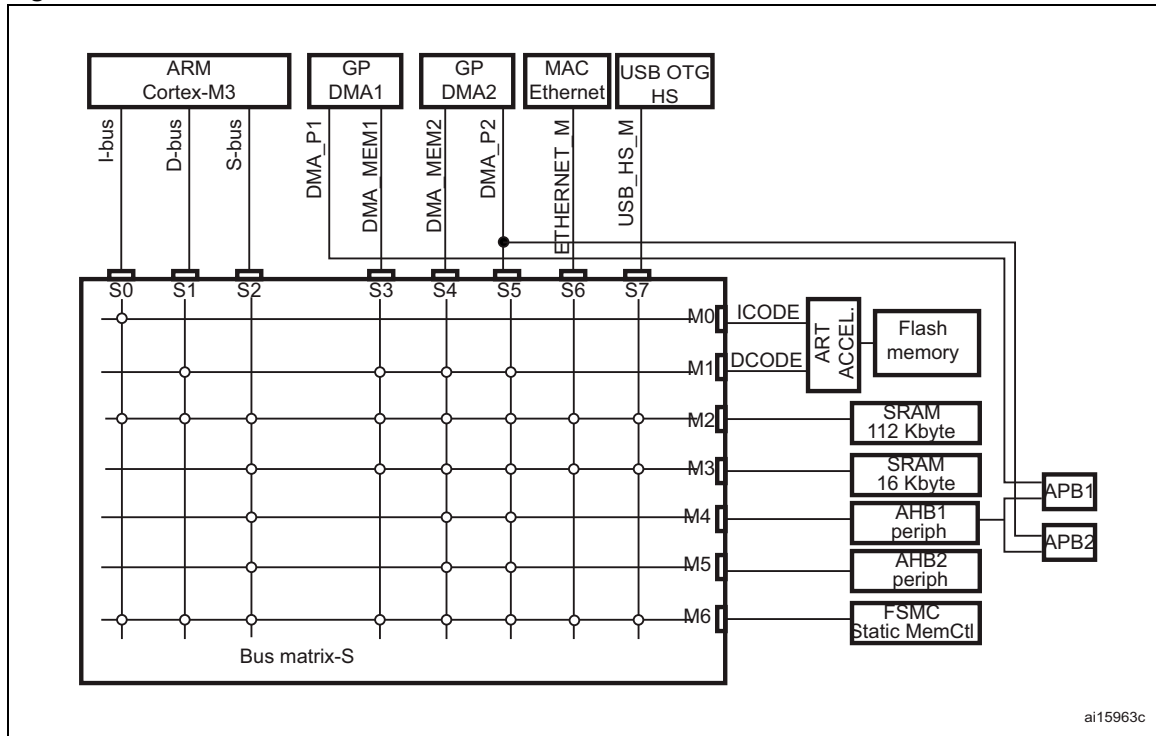 ARM
Cortex-M3
GP
DMA1
GP
DMA2
MAC
Ethernet
USB OTG
HS
I-bus
D-bus
S-bus
DMA_P1
DMA_MEM1
DMA_MEM2
DMA_P2
ETHERNET_M
USB_HS_M
S0
S1
S2
S3
S4
S5
S6
S7
M0
ICODE
M1
DCODE
ART
ACCEL.
Flash
memory
M2
SRAM
112 Kbyte
M3
SRAM
16 Kbyte
M4
AHB1
periph
APB1
APB2
M5
AHB2
periph
M6
FSMC
Static MemCtl
Bus matrix-S
ai15963c